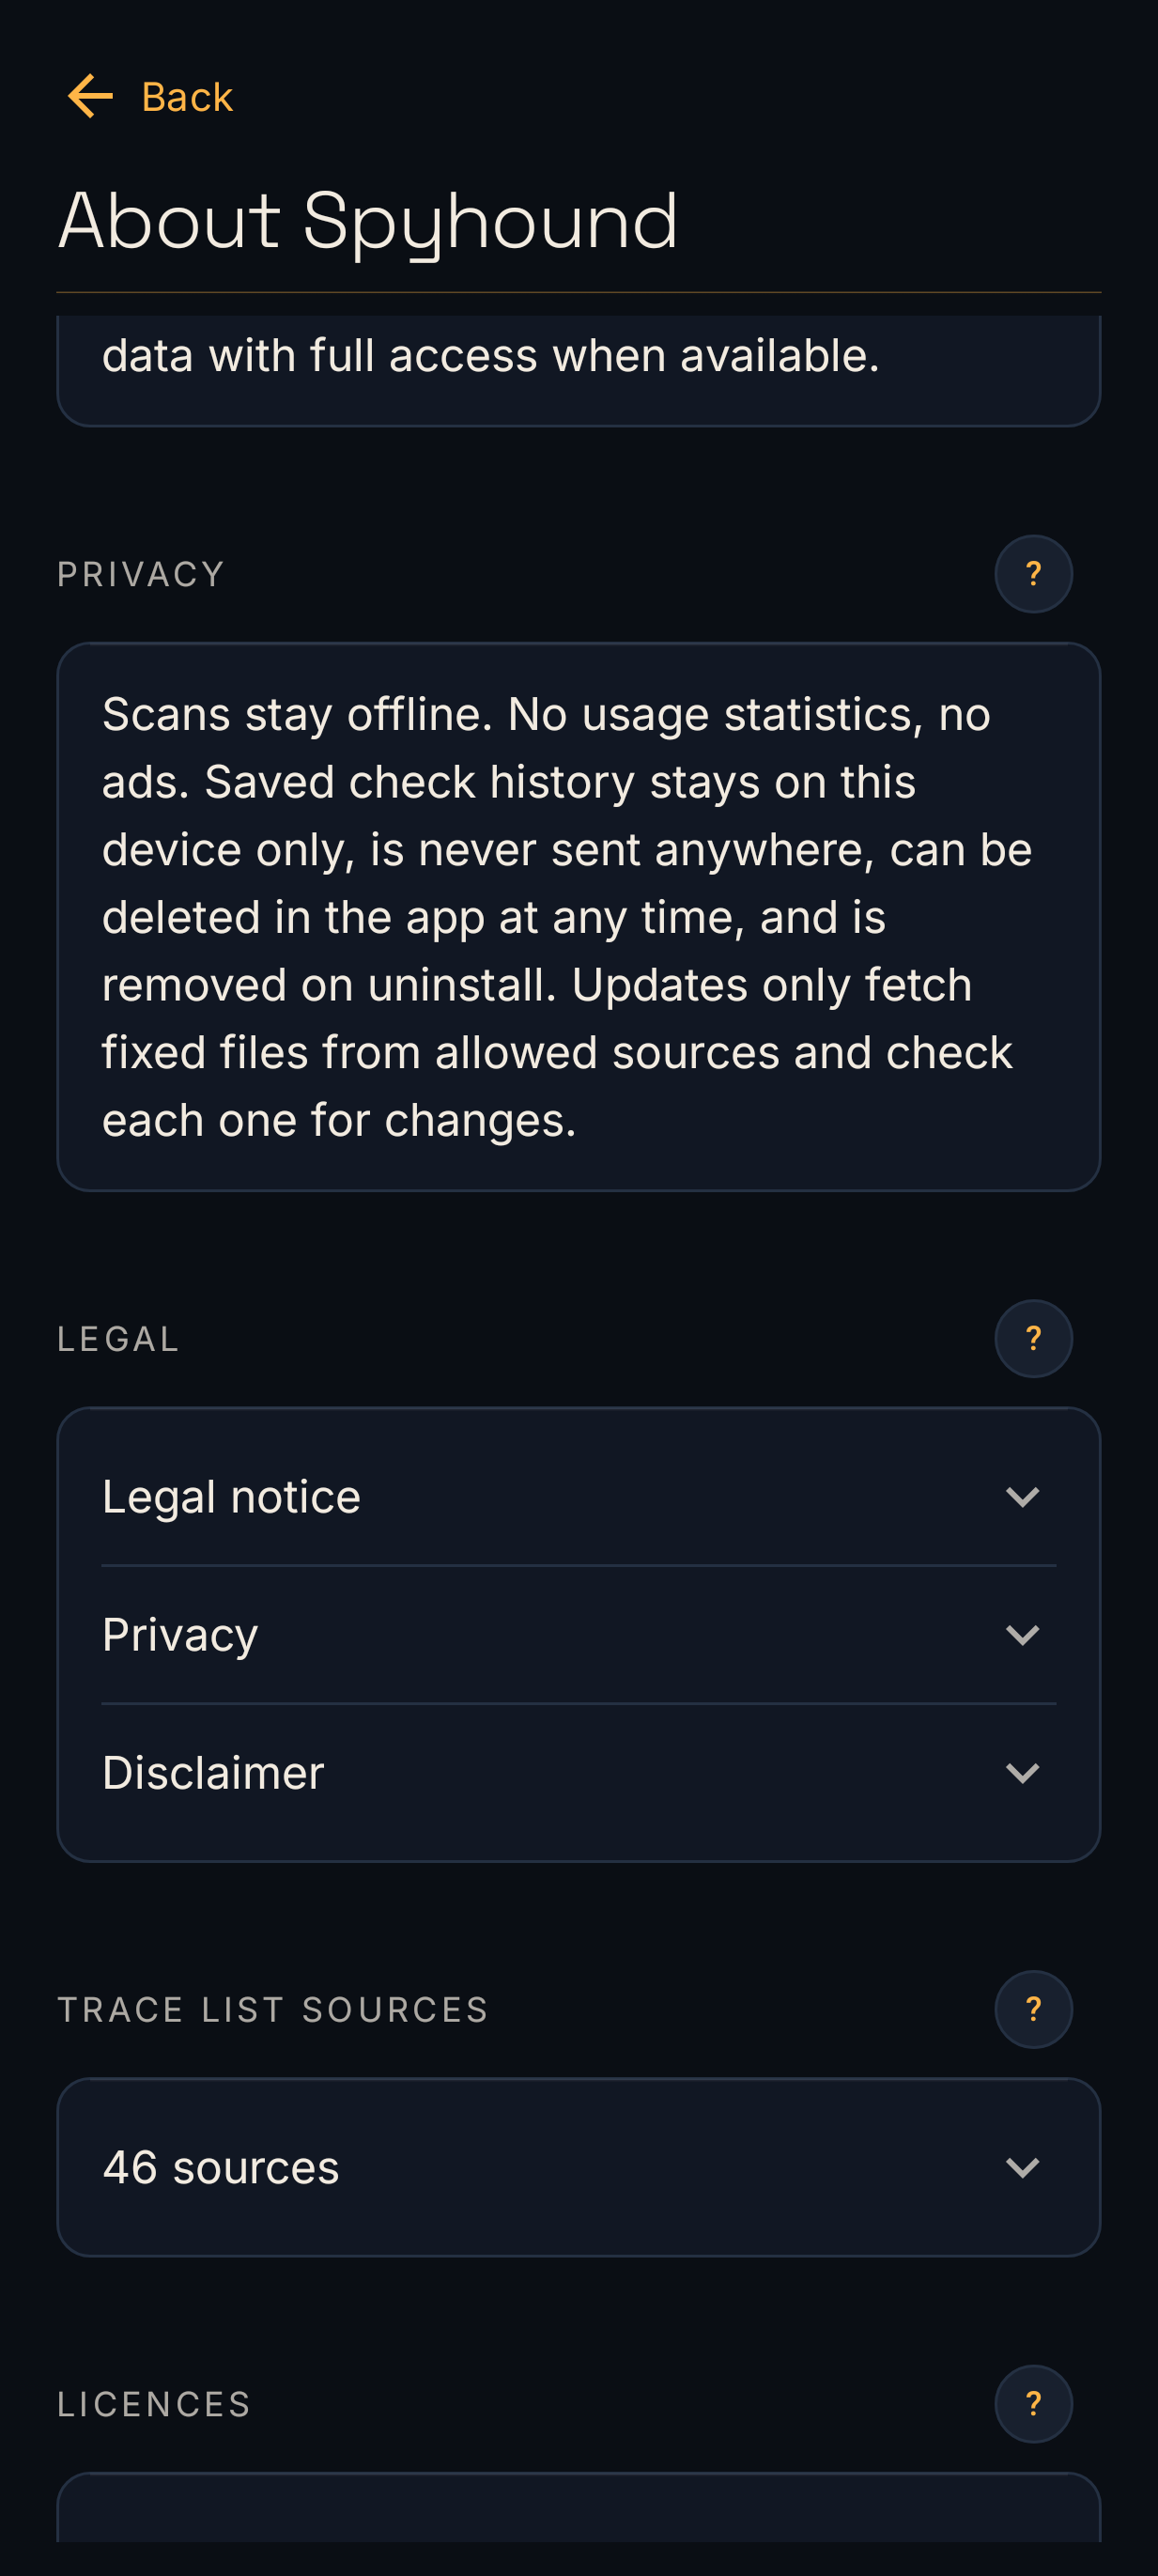 Back
About Spyhound
data with full access when available.
PRIVACY
?
Scans stay offline. No usage statistics, no
ads. Saved check history stays on this
device only, is never sent anywhere, can be
deleted in the app at any time, and is
removed on uninstall. Updates only fetch
fixed files from allowed sources and check
each one for changes.
LEGAL
?
Legal notice
Privacy
Disclaimer
TRACE LIST SOURCES
?
46 sources
LICENCES
?